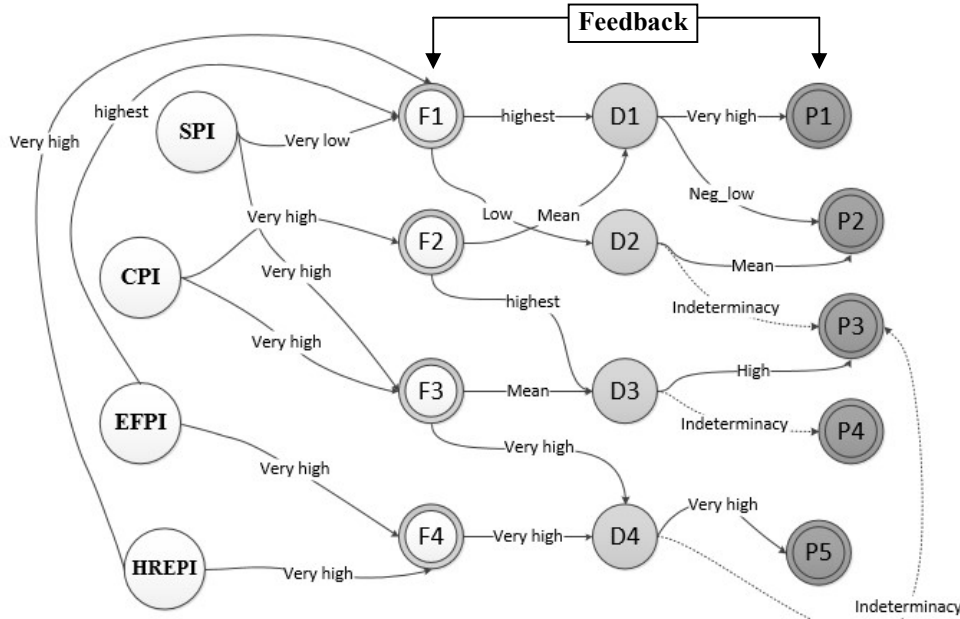 Feedback
highest
Very high
SPI
Very low
F1
highest
D1
Very high
P1
Neg_low
Very high
F2
Low
Mean
D2
P2
Mean
CPI
Very high
highest
Indeterminacy
P3
Very high
F3
Mean
D3
High
Indeterminacy
P4
EFPI
Very high
Very high
F4
Very high
D4
Very high
P5
HREPI
Very high
Indeterminacy